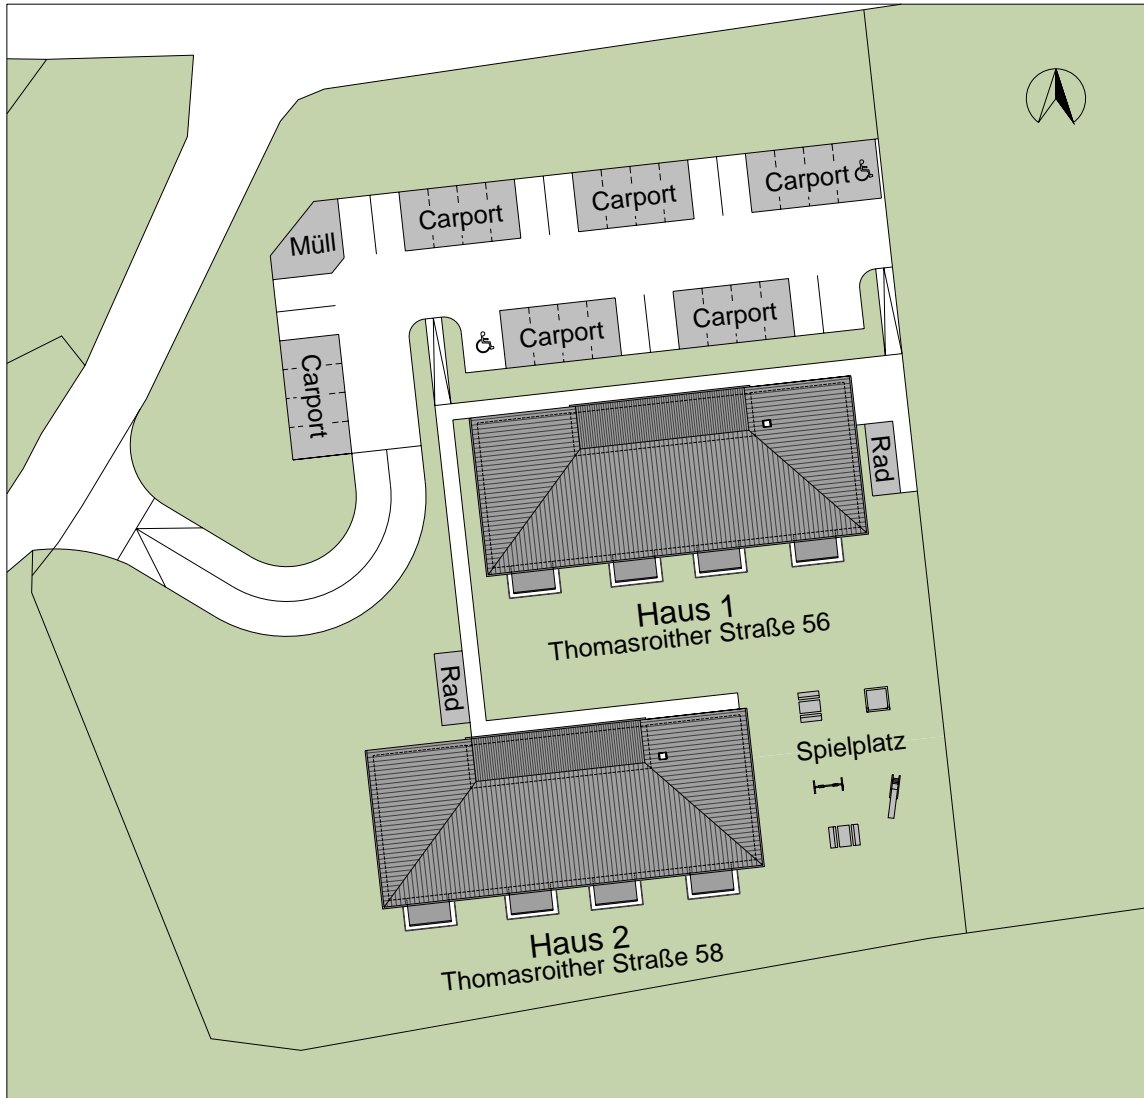 Carport
Carport
Carport
Müll
Carport
Carport
Carport
Rad
Haus 1
Thomasroither Straße 56
Rad
Spielplatz
Haus 2
Thomasroither Straße 58